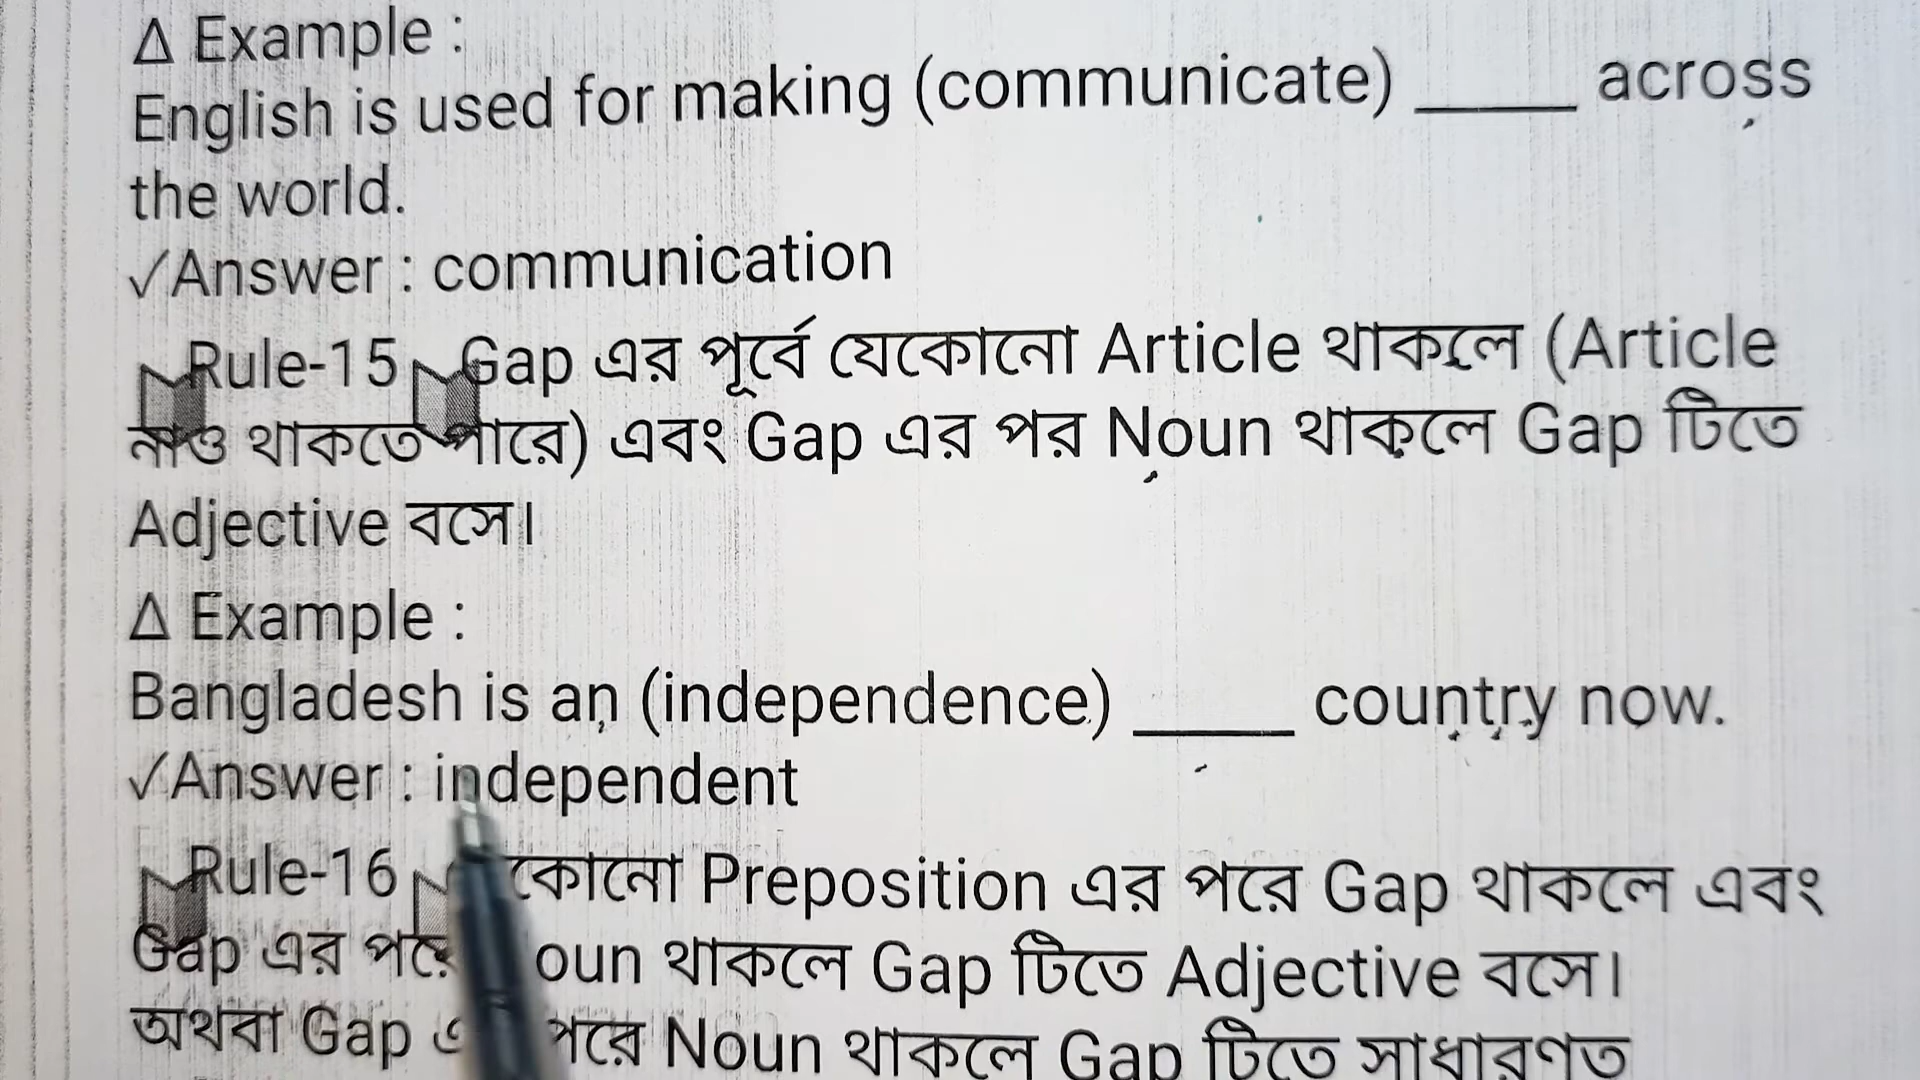 Δ Example :
English is used for making (communicate) _____ across
the world.
✓Answer : communication
Rule-15 Gap এর পূর্বে যেকোনো Article থাকলে (Article
নাও থাকতে পারে) এবং Gap এর পর Noun থাকলে Gap টিতে
Adjective বসে।
Δ Example :
Bangladesh is an (independence) _____ country now.
✓Answer : independent
Rule-16 Preposition এর পরে Gap থাকলে এবং
Gap এর থাকলে Gap টিতে Adjective বসে।
অথবা Gap পরে Noun থাকলে Gap টিতে সাধারণত